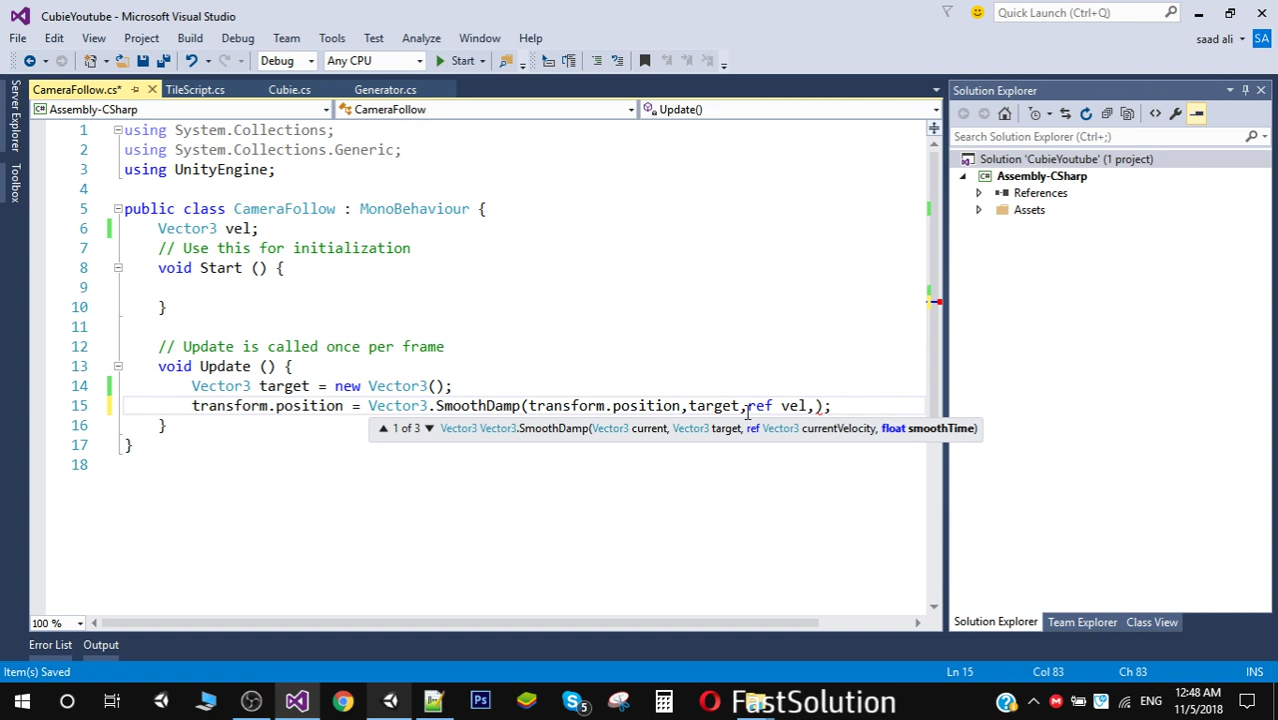 CubieYoutube - Microsoft Visual Studio
Quick Launch (Ctrl+Q)
File Edit View Project Build Debug Team Tools Test Analyze Window Help
saad ali SA
Debug Any CPU Start
CameraFollow.cs* TileScript.cs Cubie.cs Generator.cs
Assembly-CSharp CameraFollow Update()
Server Explorer
Toolbox
1 using System.Collections;
2 using System.Collections.Generic;
3 using UnityEngine;
4
5 public class CameraFollow : MonoBehaviour {
6 Vector3 vel;
7 // Use this for initialization
8 void Start () {
9
10 }
11
12 // Update is called once per frame
13 void Update () {
14 Vector3 target = new Vector3();
15 transform.position = Vector3.SmoothDamp(transform.position,target,ref vel,);
16 }
1 of 3 Vector3 Vector3.SmoothDamp(Vector3 current, Vector3 target, ref Vector3 currentVelocity, float smoothTime)
17 }
18
100 %
Solution Explorer
Search Solution Explorer (Ctrl+;)
Solution 'CubieYoutube' (1 project)
Assembly-CSharp
References
Assets
Solution Explorer Team Explorer Class View
Error List Output
Item(s) Saved Ln 15 Col 83 Ch 83 INS
Ps
S 5
FastSolution
ENG
12:48 AM
11/5/2018